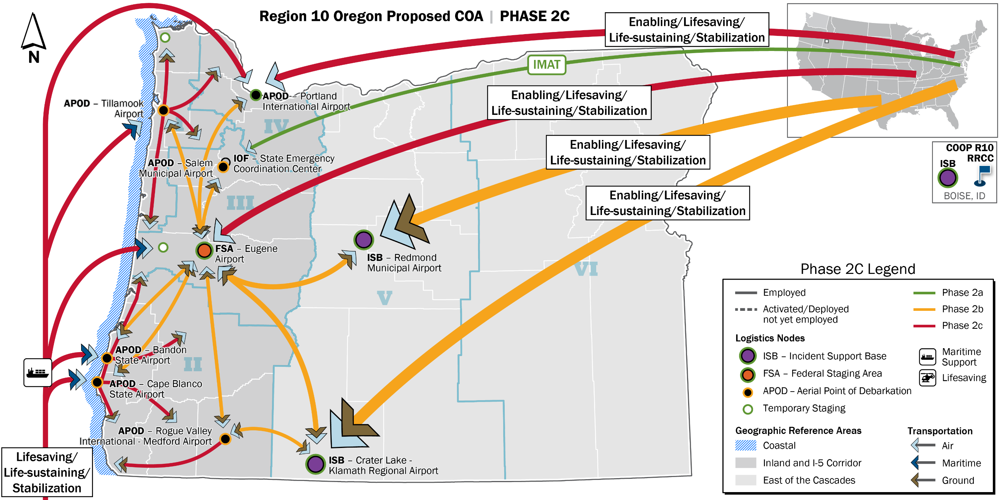 Region 10 Oregon Proposed COA | PHASE 2C
N
Enabling/Lifesaving/
Life-sustaining/Stabilization
IMAT
Enabling/Lifesaving/
Life-sustaining/Stabilization
Enabling/Lifesaving/
Life-sustaining/Stabilization
Enabling/Lifesaving/
Life-sustaining/Stabilization
COOP R10
RRCC
ISB
BOISE, ID
APOD – Portland
International Airport
APOD – Tillamook
Airport
I
IV
APOD – Salem
Municipal Airport
IOF – State Emergency
Coordination Center
III
FSA – Eugene
Airport
ISB – Redmond
Municipal Airport
VI
V
APOD – Bandon
State Airport
II
APOD – Cape Blanco
State Airport
APOD – Rogue Valley
International - Medford Airport
ISB – Crater Lake -
Klamath Regional Airport
Lifesaving/
Life-sustaining/
Stabilization
Phase 2C Legend
Employed
Activated/Deployed
not yet employed
Phase 2a
Phase 2b
Phase 2c
Logistics Nodes
ISB – Incident Support Base
FSA – Federal Staging Area
APOD – Aerial Point of Debarkation
Temporary Staging
Maritime
Support
Lifesaving
Geographic Reference Areas
Coastal
Inland and I-5 Corridor
East of the Cascades
Transportation
Air
Maritime
Ground